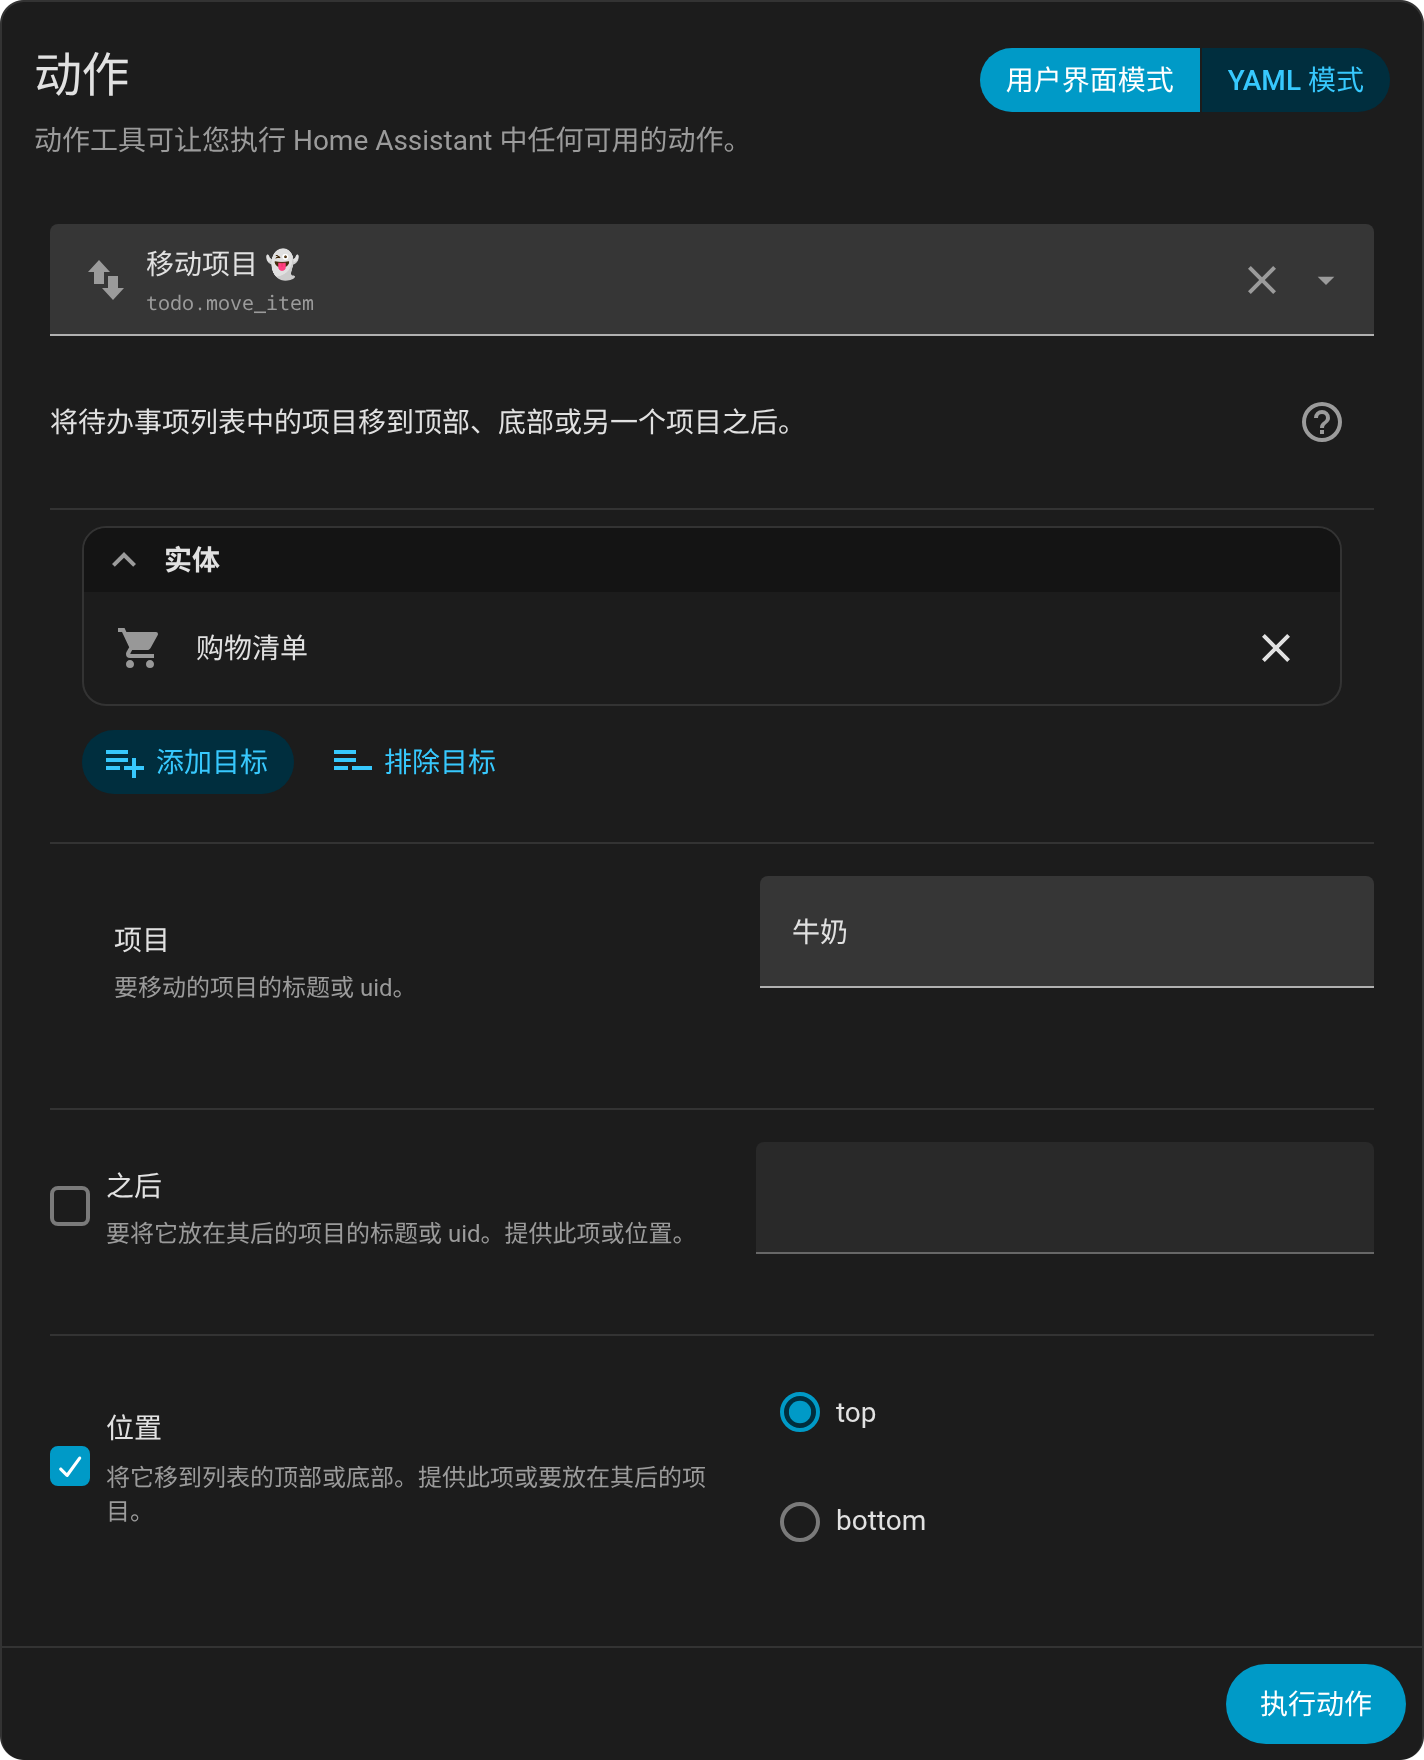 动作
用户界面模式
YAML 模式
动作工具可让您执行 Home Assistant 中任何可用的动作。
移动项目 👻
todo.move_item
将待办事项列表中的项目移到顶部、底部或另一个项目之后。
实体
购物清单
添加目标
排除目标
项目
要移动的项目的标题或 uid。
牛奶
之后
要将它放在其后的项目的标题或 uid。提供此项或位置。
位置
将它移到列表的顶部或底部。提供此项或要放在其后的项
目。
top
bottom
执行动作